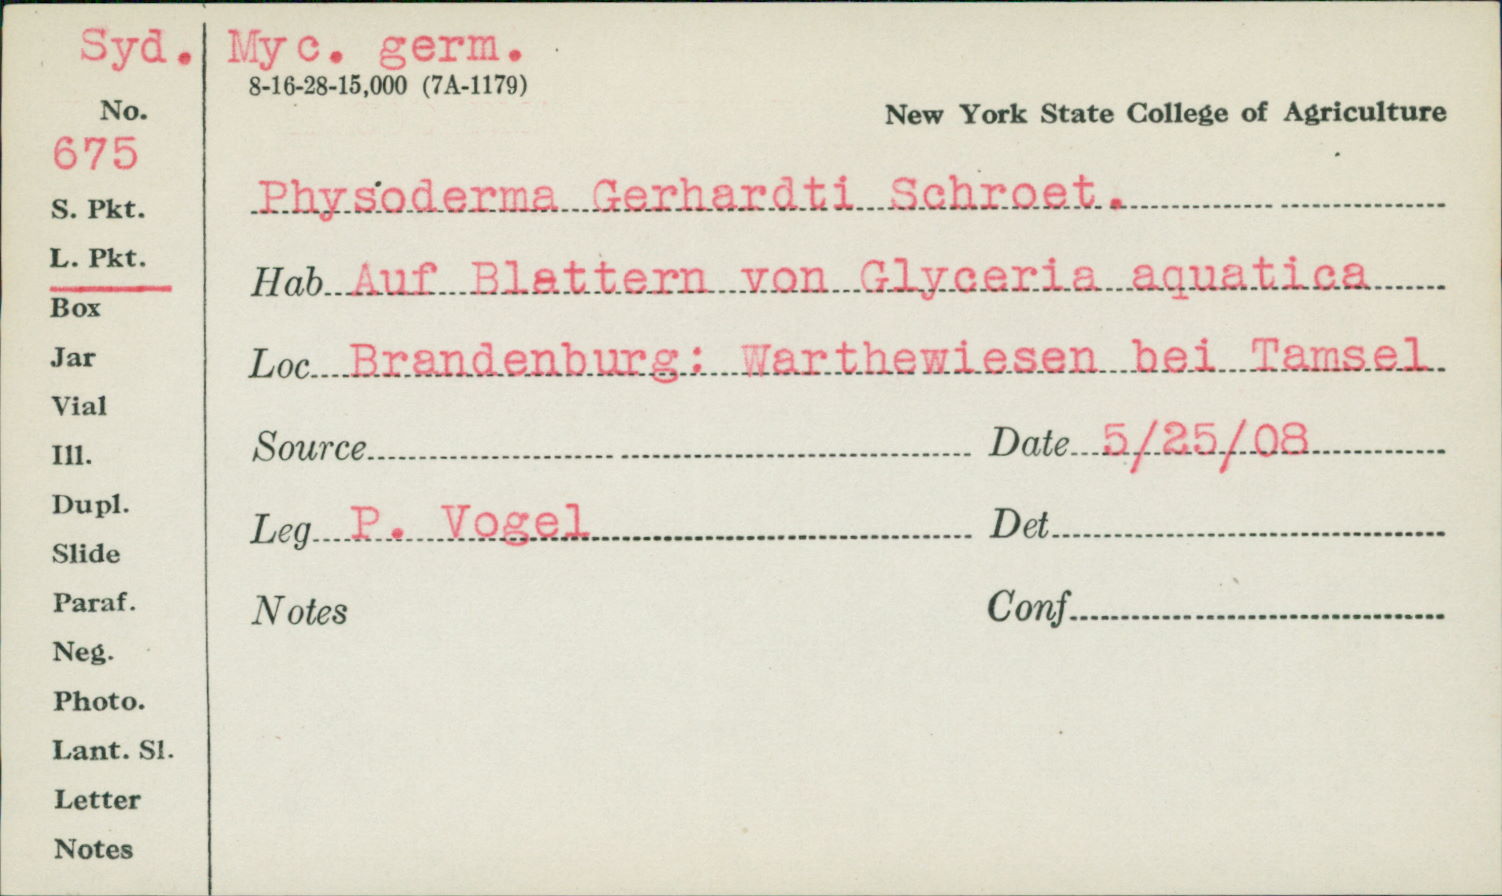 Syd. Myc. germ.
8-16-28-15,000 (7A-1179)
No.
New York State College of Agriculture
675
Physoderma Gerhardti Schroet.
S. Pkt.
L. Pkt.
Hab Auf Blattern von Glyceria aquatica
Box
Jar
Loc Brandenburg: Warthewiesen bei Tamsel
Vial
Ill.
Source Date 5/25/08
Dupl.
Leg P. Vogel Det
Slide
Paraf.
Notes Conf
Neg.
Photo.
Lant. Sl.
Letter
Notes